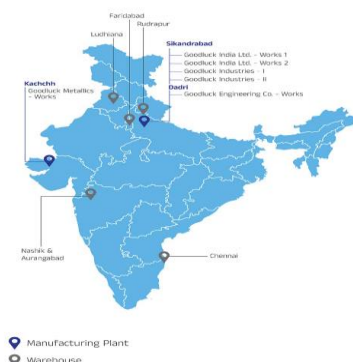 Faridabad
Rudrapur
Ludhiana
Sikandrabad
Goodluck India Ltd. - Works 1
Goodluck India Ltd. - Works 2
Goodluck Industries - I
Goodluck Industries - II
Dadri
Goodluck Engineering Co. - Works
Kachchh
Goodluck Metallics
- Works
Nashik &
Aurangabad
Chennai
Manufacturing Plant
Warehouse